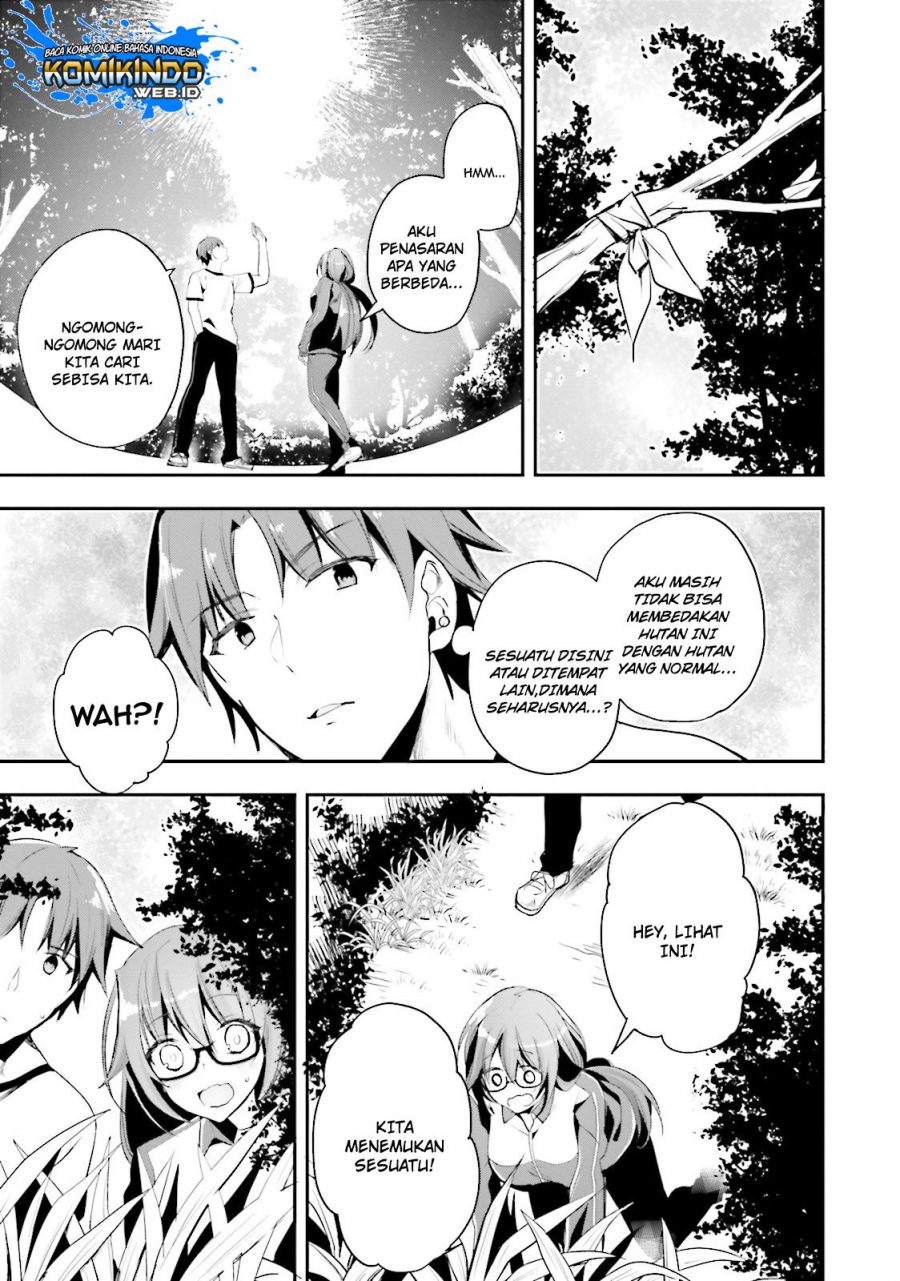 BACA KOMIK ONLINE BAHASA INDONESIA
KOMIKINDO
.WEB.ID
HMM...
AKU
PENASARAN
APA YANG
BERBEDA...
NGOMONG-
NGOMONG MARI
KITA CARI
SEBISA KITA.
AKU MASIH
TIDAK BISA
MEMBEDAKAN
HUTAN INI
DENGAN HUTAN
YANG NORMAL...
SESUATU DISINI
ATAU DITEMPAT
LAIN,DIMANA
SEHARUSNYA...?
WAH?!
HEY, LIHAT
INI!
KITA
MENEMUKAN
SESUATU!